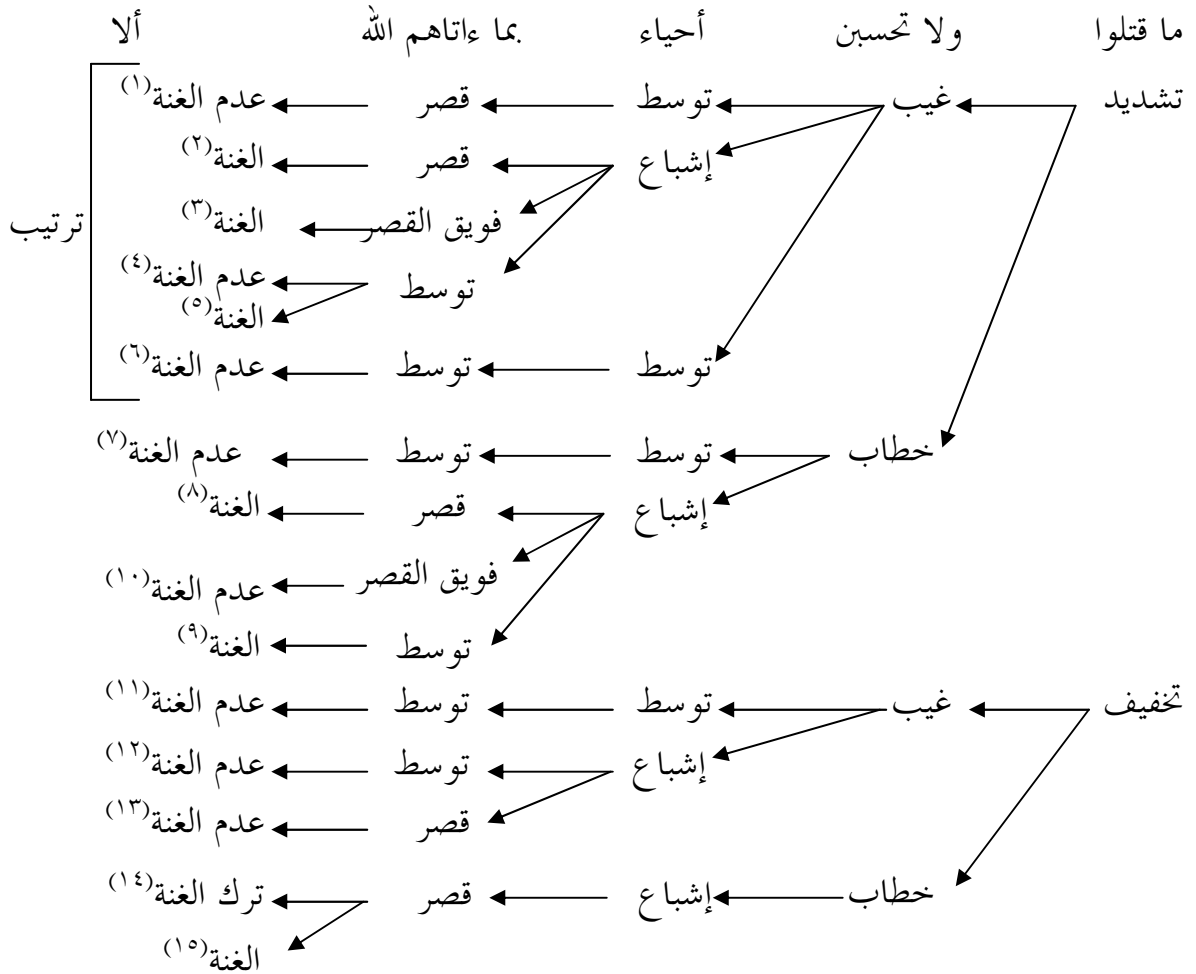 ما قتلوا ولا تحسبن أحياء بما ءاتاهم الله ألا
تشديد غيب توسط قصر عدم الغنة(١)
إشباع قصر الغنة(٢)
فويق القصر الغنة(٣)
ترتيب
توسط عدم الغنة(٤)
الغنة(٥)
توسط توسط عدم الغنة(٦)
خطاب توسط توسط عدم الغنة(٧)
إشباع قصر الغنة(٨)
فويق القصر عدم الغنة(١٠)
توسط الغنة(٩)
تخفيف غيب توسط توسط عدم الغنة(١١)
إشباع توسط عدم الغنة(١٢)
قصر عدم الغنة(١٣)
خطاب إشباع قصر ترك الغنة(١٤)
الغنة(١٥)